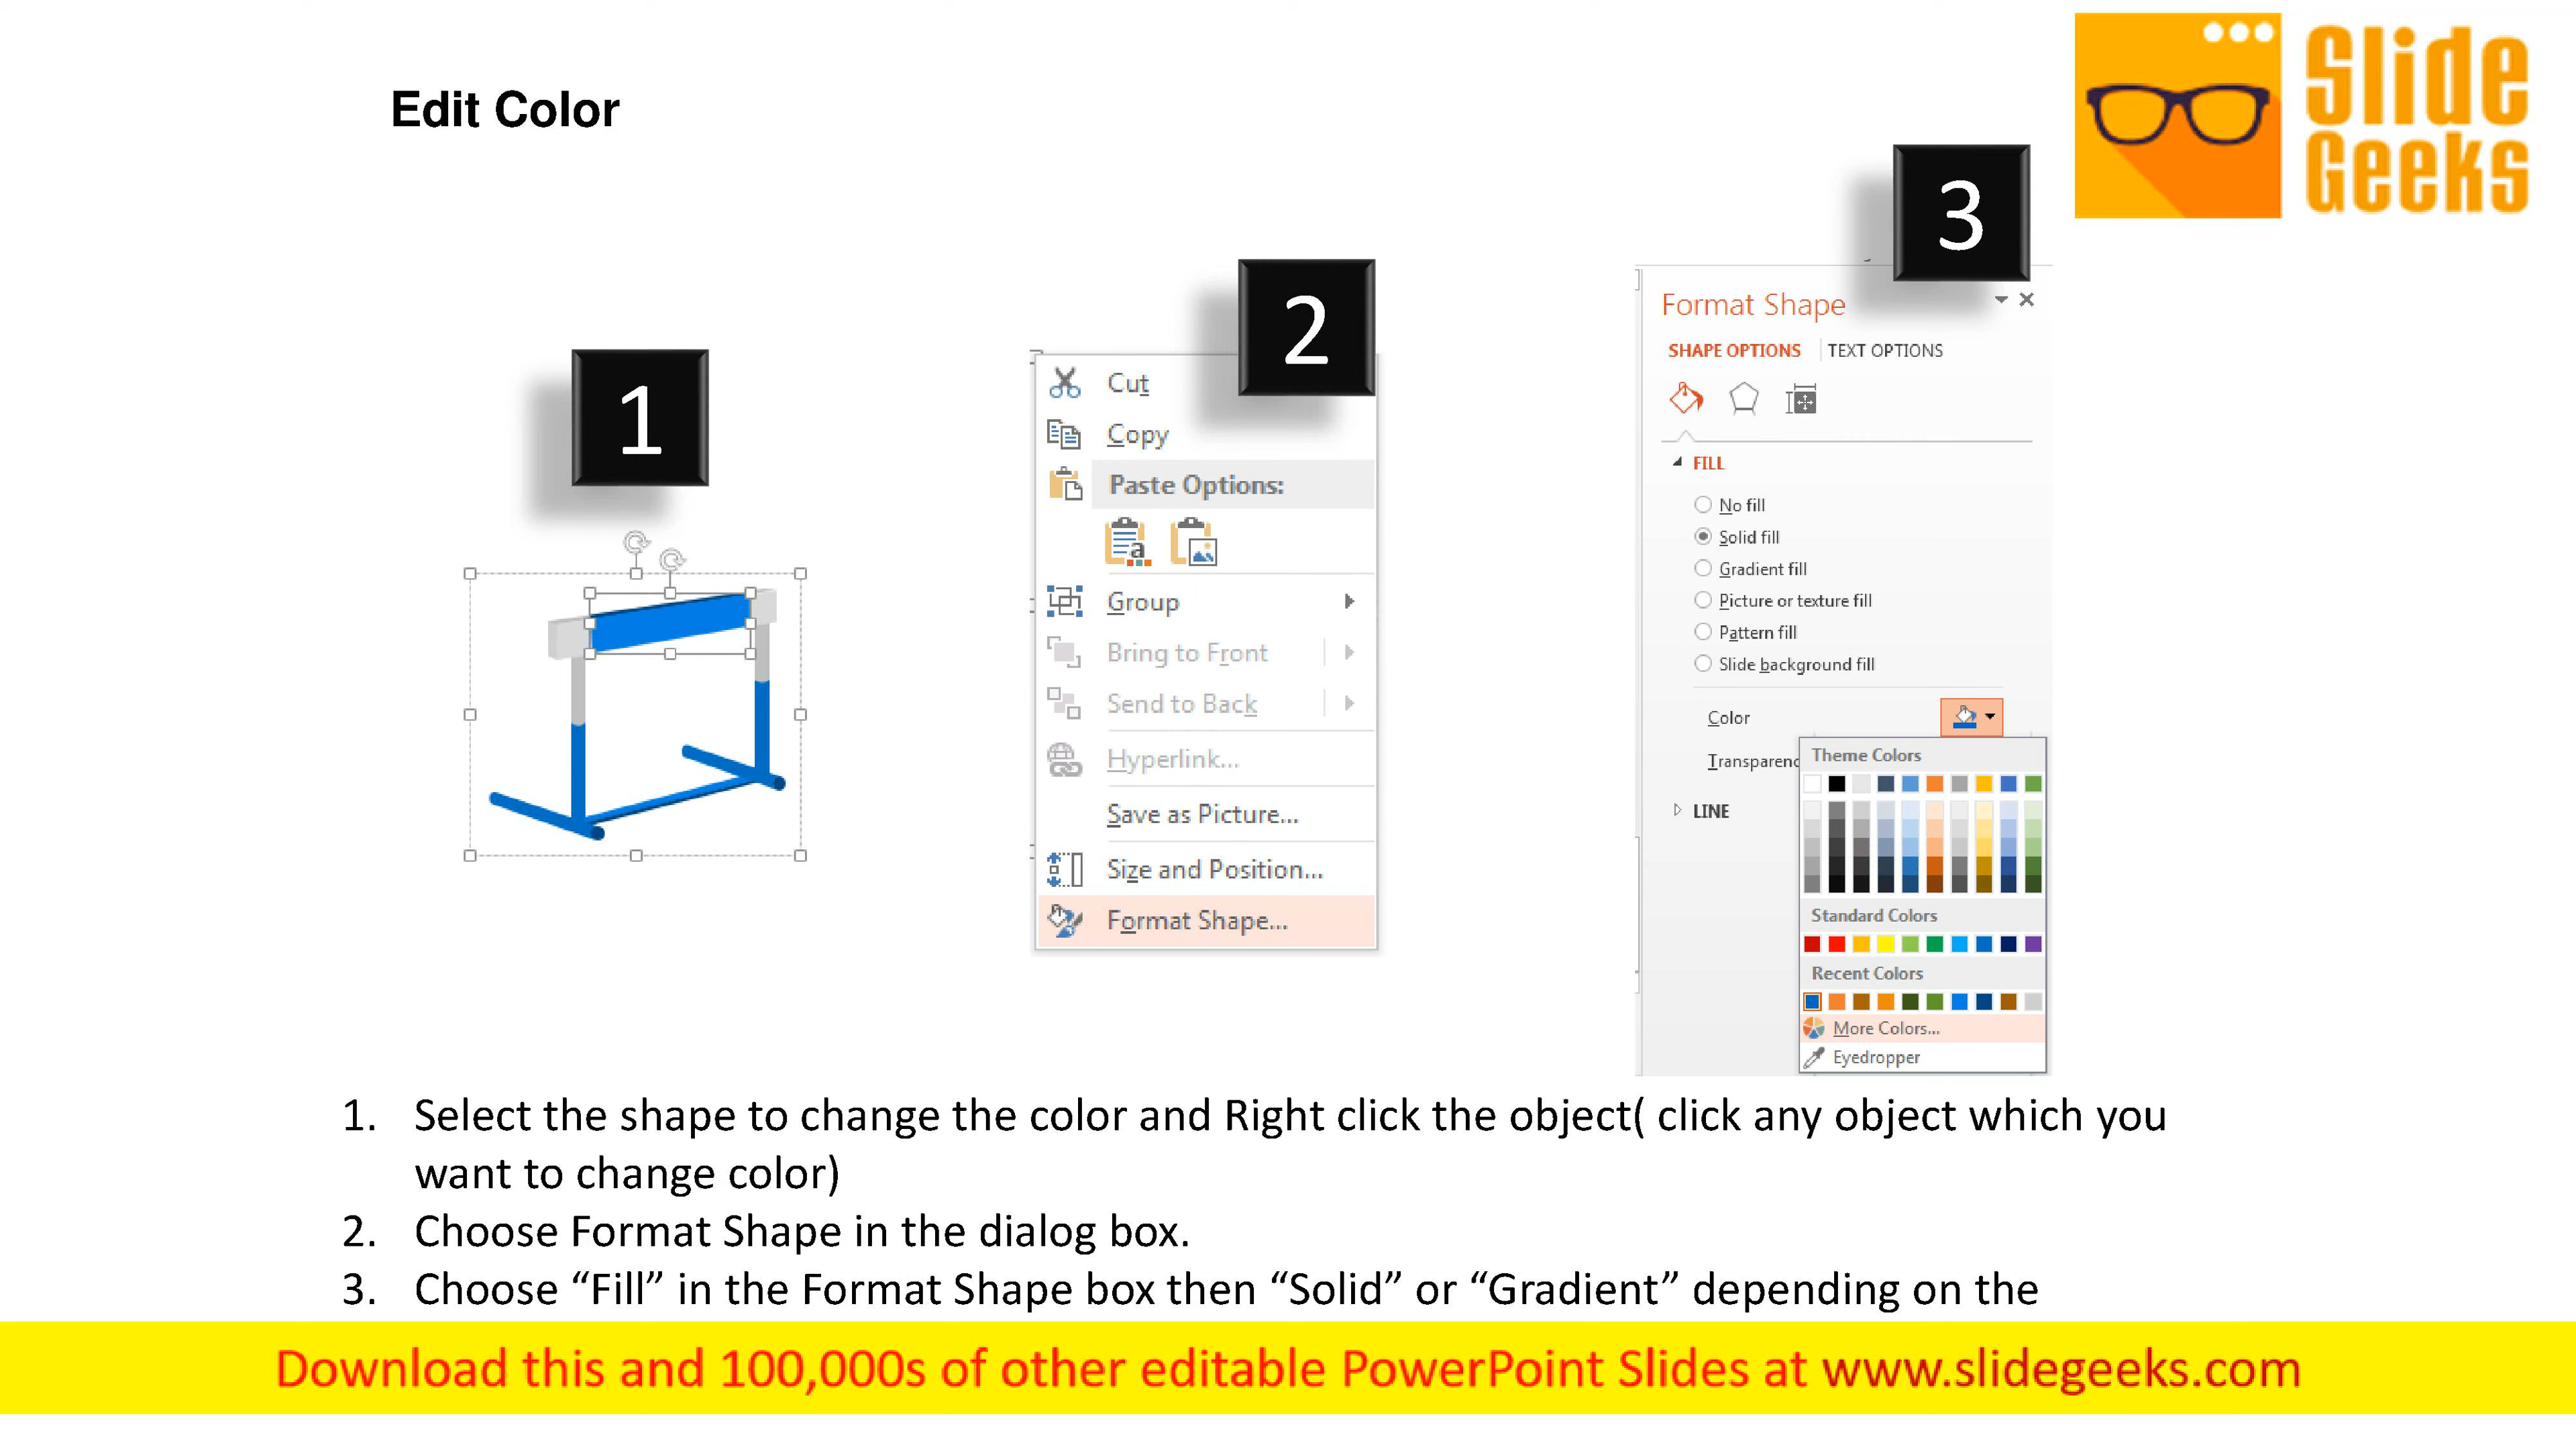 Slide
Geeks
Edit Color
1
2
3
Cut
Copy
Paste Options:
Group
Bring to Front
Send to Back
Hyperlink...
Save as Picture...
Size and Position...
Format Shape...
Format Shape
SHAPE OPTIONS
TEXT OPTIONS
FILL
No fill
Solid fill
Gradient fill
Picture or texture fill
Pattern fill
Slide background fill
Color
Transparenc
LINE
Theme Colors
Standard Colors
Recent Colors
More Colors...
Eyedropper
1. Select the shape to change the color and Right click the object( click any object which you
want to change color)
2. Choose Format Shape in the dialog box.
3. Choose “Fill” in the Format Shape box then “Solid” or “Gradient” depending on the
Download this and 100,000s of other editable PowerPoint Slides at www.slidegeeks.com